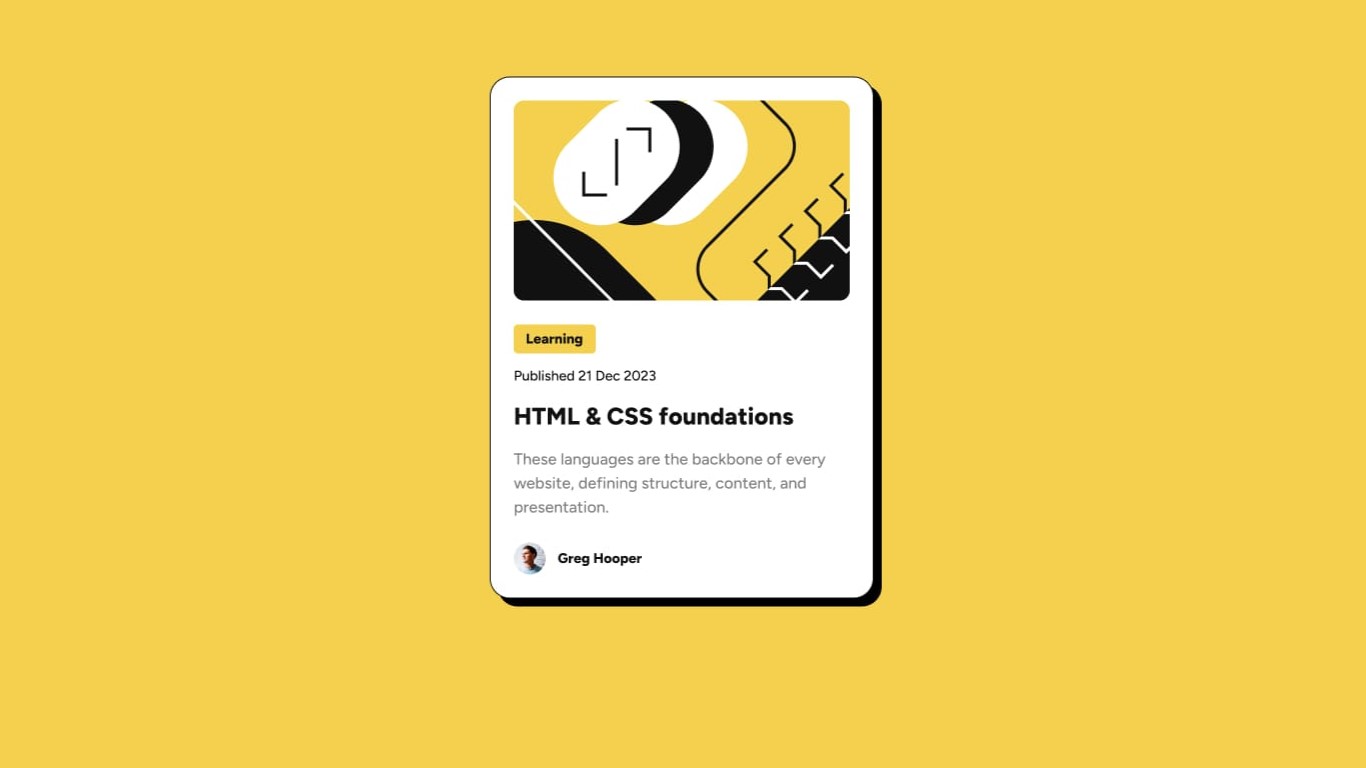 Learning
Published 21 Dec 2023
HTML & CSS foundations
These languages are the backbone of every
website, defining structure, content, and
presentation.
Greg Hooper